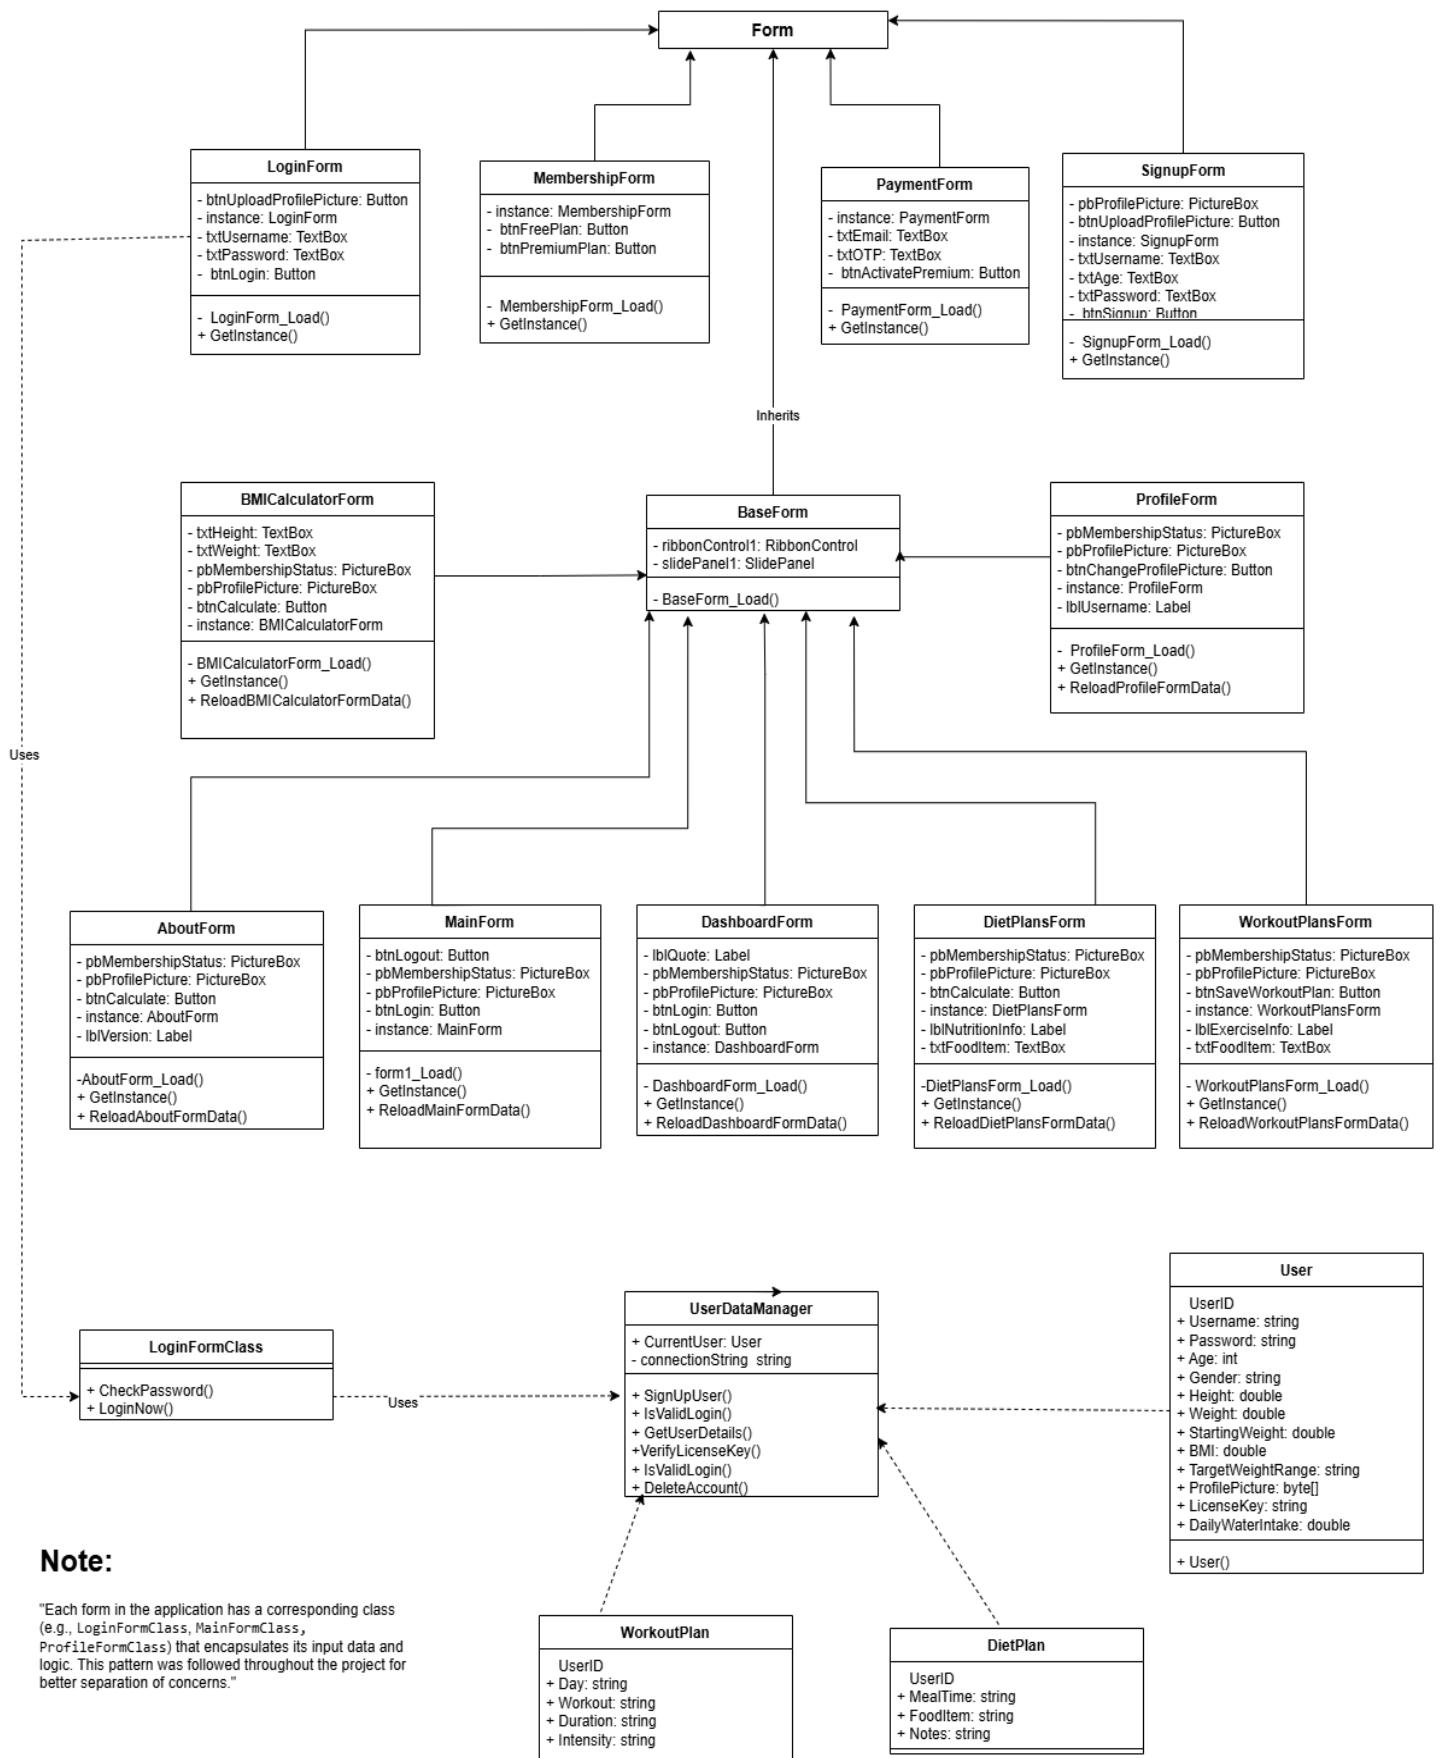 Form
LoginForm
- btnUploadProfilePicture: Button
- instance: LoginForm
- txtUsername: TextBox
- txtPassword: TextBox
- btnLogin: Button
- LoginForm_Load()
+ GetInstance()
MembershipForm
- instance: MembershipForm
- btnFreePlan: Button
- btnPremiumPlan: Button
- MembershipForm_Load()
+ GetInstance()
PaymentForm
- instance: PaymentForm
- txtEmail: TextBox
- txtOTP: TextBox
- btnActivatePremium: Button
- PaymentForm_Load()
+ GetInstance()
SignupForm
- pbProfilePicture: PictureBox
- btnUploadProfilePicture: Button
- instance: SignupForm
- txtUsername: TextBox
- txtAge: TextBox
- txtPassword: TextBox
- btnSignup: Button
- SignupForm_Load()
+ GetInstance()
Inherits
BMICalculatorForm
- txtHeight: TextBox
- txtWeight: TextBox
- pbMembershipStatus: PictureBox
- pbProfilePicture: PictureBox
- btnCalculate: Button
- instance: BMICalculatorForm
- BMICalculatorForm_Load()
+ GetInstance()
+ ReloadBMICalculatorFormData()
BaseForm
- ribbonControl1: RibbonControl
- slidePanel1: SlidePanel
- BaseForm_Load()
ProfileForm
- pbMembershipStatus: PictureBox
- pbProfilePicture: PictureBox
- btnChangeProfilePicture: Button
- instance: ProfileForm
- lblUsername: Label
- ProfileForm_Load()
+ GetInstance()
+ ReloadProfileFormData()
Uses
AboutForm
- pbMembershipStatus: PictureBox
- pbProfilePicture: PictureBox
- btnCalculate: Button
- instance: AboutForm
- lblVersion: Label
-AboutForm_Load()
+ GetInstance()
+ ReloadAboutFormData()
MainForm
- btnLogout: Button
- pbMembershipStatus: PictureBox
- pbProfilePicture: PictureBox
- btnLogin: Button
- instance: MainForm
- form1_Load()
+ GetInstance()
+ ReloadMainFormData()
DashboardForm
- lblQuote: Label
- pbMembershipStatus: PictureBox
- pbProfilePicture: PictureBox
- btnLogin: Button
- btnLogout: Button
- instance: DashboardForm
- DashboardForm_Load()
+ GetInstance()
+ ReloadDashboardFormData()
DietPlansForm
- pbMembershipStatus: PictureBox
- pbProfilePicture: PictureBox
- btnCalculate: Button
- instance: DietPlansForm
- lblNutritionInfo: Label
- txtFoodItem: TextBox
-DietPlansForm_Load()
+ GetInstance()
+ ReloadDietPlansFormData()
WorkoutPlansForm
- pbMembershipStatus: PictureBox
- pbProfilePicture: PictureBox
- btnSaveWorkoutPlan: Button
- instance: WorkoutPlansForm
- lblExerciseInfo: Label
- txtFoodItem: TextBox
- WorkoutPlansForm_Load()
+ GetInstance()
+ ReloadWorkoutPlansFormData()
LoginFormClass
+ CheckPassword()
+ LoginNow()
Uses
UserDataManager
+ CurrentUser: User
- connectionString string
+ SignUpUser()
+ IsValidLogin()
+ GetUserDetails()
+VerifyLicenseKey()
+ IsValidLogin()
+ DeleteAccount()
User
UserID
+ Username: string
+ Password: string
+ Age: int
+ Gender: string
+ Height: double
+ Weight: double
+ StartingWeight: double
+ BMI: double
+ TargetWeightRange: string
+ ProfilePicture: byte[]
+ LicenseKey: string
+ DailyWaterIntake: double
+ User()
Note:
"Each form in the application has a corresponding class
(e.g., LoginFormClass, MainFormClass,
ProfileFormClass) that encapsulates its input data and
logic. This pattern was followed throughout the project for
better separation of concerns."
WorkoutPlan
UserID
+ Day: string
+ Workout: string
+ Duration: string
+ Intensity: string
DietPlan
UserID
+ MealTime: string
+ FoodItem: string
+ Notes: string